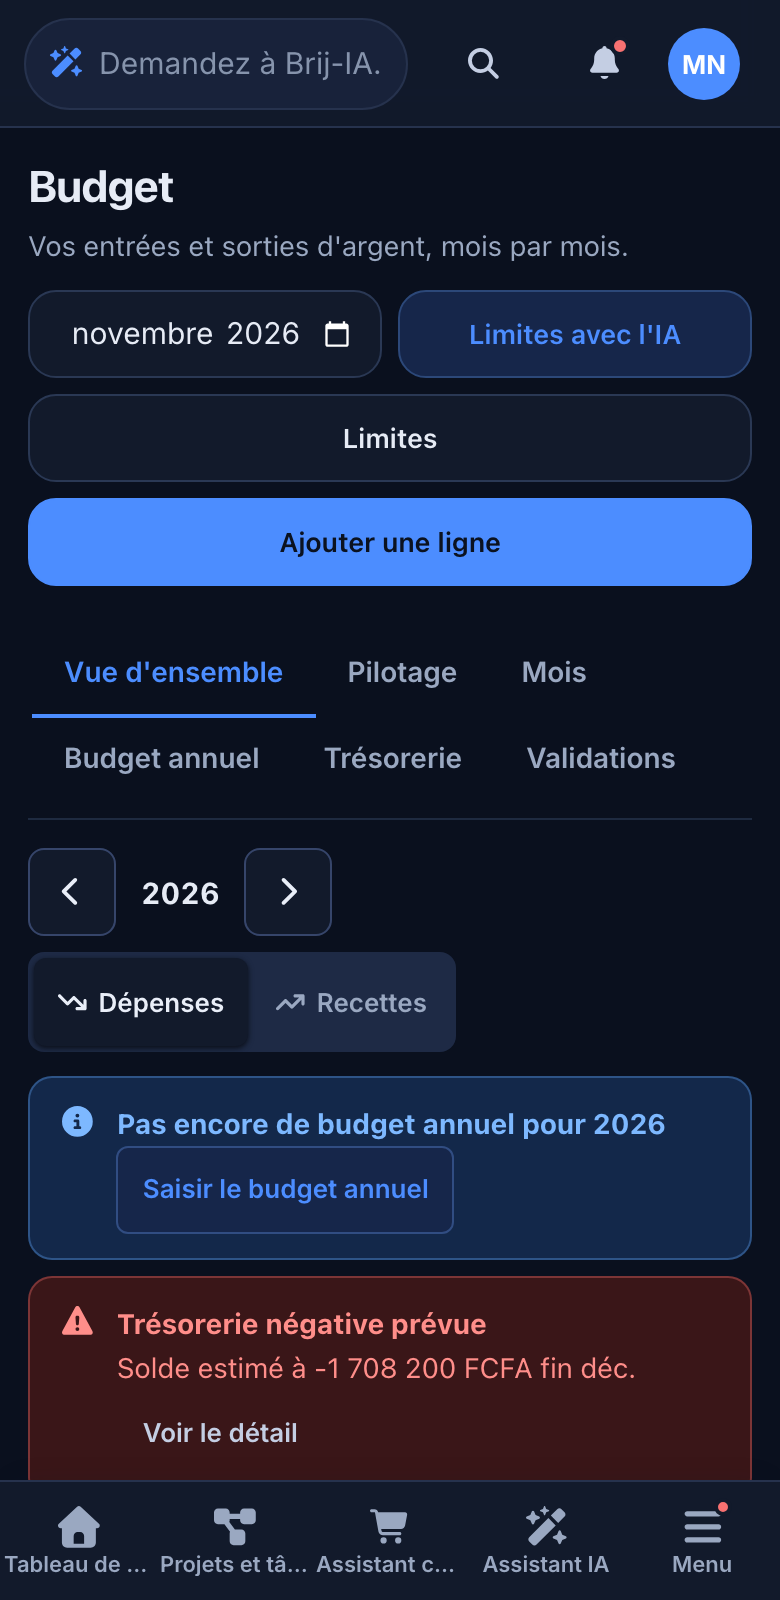 Demandez à Brij-IA.
MN
Budget
Vos entrées et sorties d'argent, mois par mois.
novembre 2026
Limites avec l'IA
Limites
Ajouter une ligne
Vue d'ensemble
Pilotage
Mois
Budget annuel
Trésorerie
Validations
2026
Dépenses
Recettes
Pas encore de budget annuel pour 2026
Saisir le budget annuel
Trésorerie négative prévue
Solde estimé à -1 708 200 FCFA fin déc.
Voir le détail
Tableau de ...
Projets et tâ...
Assistant c...
Assistant IA
Menu